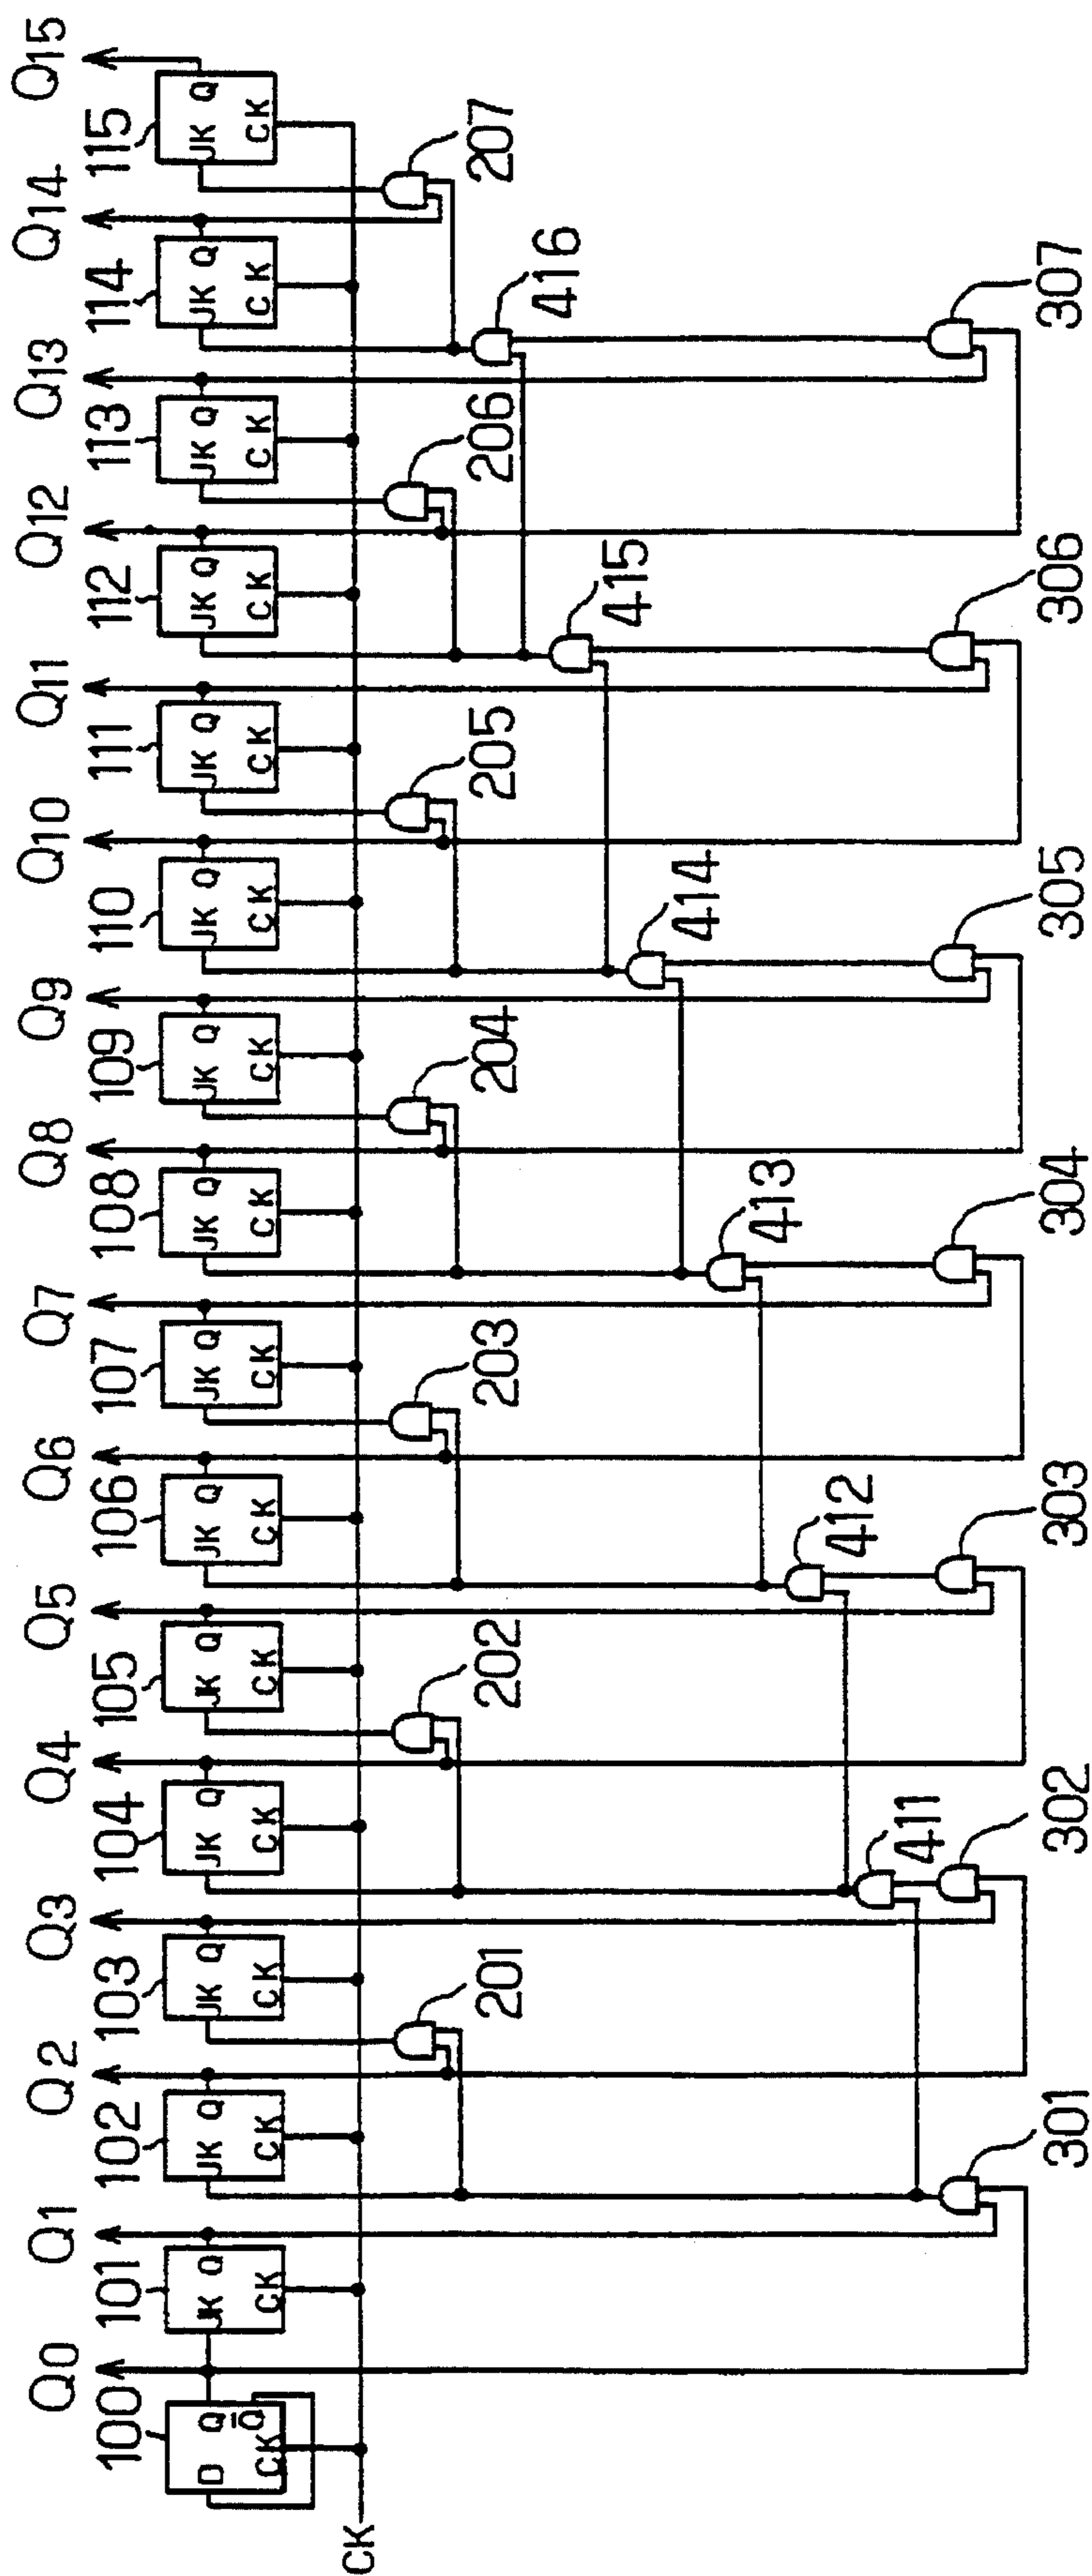 Q0 Q1 Q2 Q3 Q4 Q5 Q6 Q7 Q8 Q9 Q10 Q11 Q12 Q13 Q14 Q15
100 101 102 103 104 105 106 107 108 109 110 111 112 113 114 115
D Q JK Q JK Q JK Q JK Q JK Q JK Q JK Q JK Q JK Q JK Q JK Q JK Q JK Q JK Q JK Q
Q̅
CK CK CK CK CK CK CK CK CK CK CK CK CK CK CK CK
CK
201 202 203 204 205 206 207
411 412 413 414 415 416
301 302 303 304 305 306 307